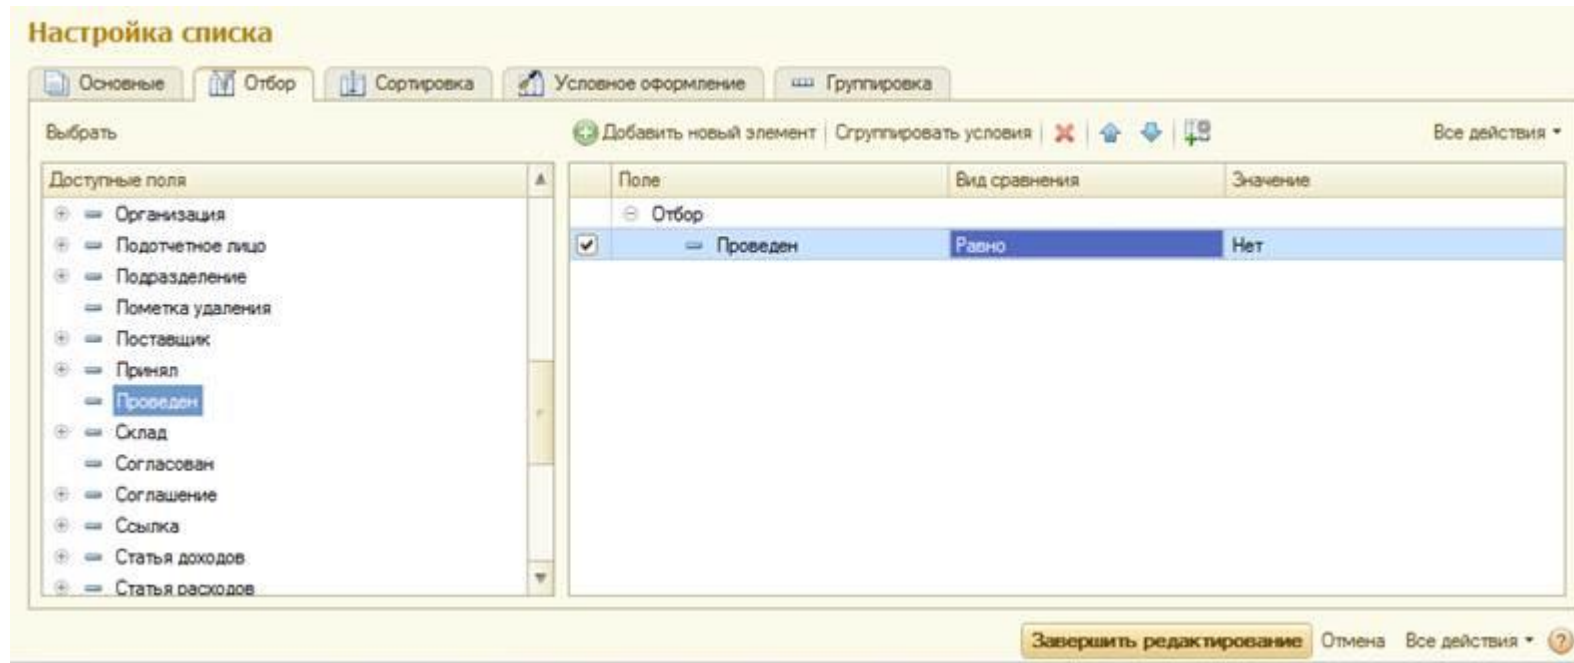 Настройка списка
Основные Отбор Сортировка Условное оформление Группировка
Выбрать Добавить новый элемент Сгруппировать условия Все действия
Доступные поля Поле Вид сравнения Значение
Организация Отбор
Подотчетное лицо Проведен Равно Нет
Подразделение
Пометка удаления
Поставщик
Принял
Проведен
Склад
Согласован
Соглашение
Ссылка
Статья доходов
Статья расходов
Завершить редактирование Отмена Все действия ?